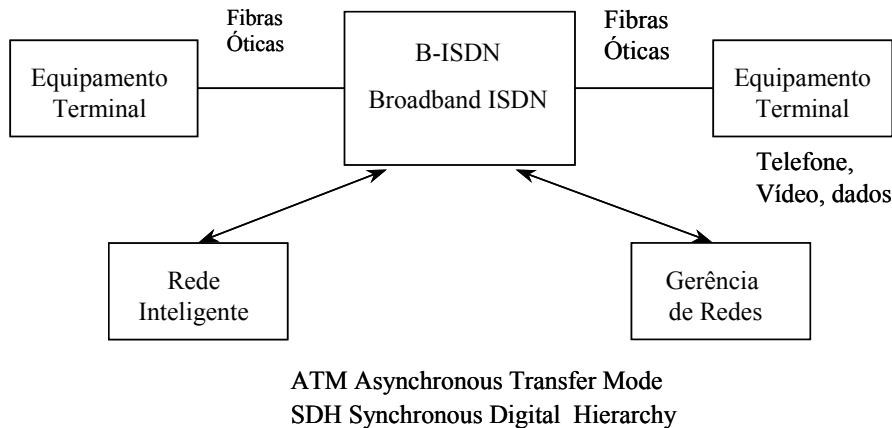 Fibras
Óticas
Fibras
Óticas
Equipamento
Terminal
B-ISDN
Broadband ISDN
Equipamento
Terminal
Telefone,
Vídeo, dados
Rede
Inteligente
Gerência
de Redes
ATM Asynchronous Transfer Mode
SDH Synchronous Digital Hierarchy